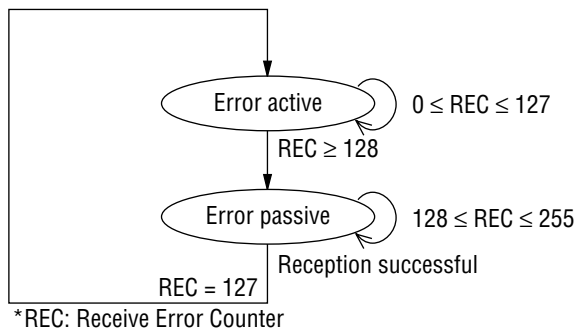 Error active
0 ≤ REC ≤ 127
REC ≥ 128
Error passive
128 ≤ REC ≤ 255
Reception successful
REC = 127
*REC: Receive Error Counter